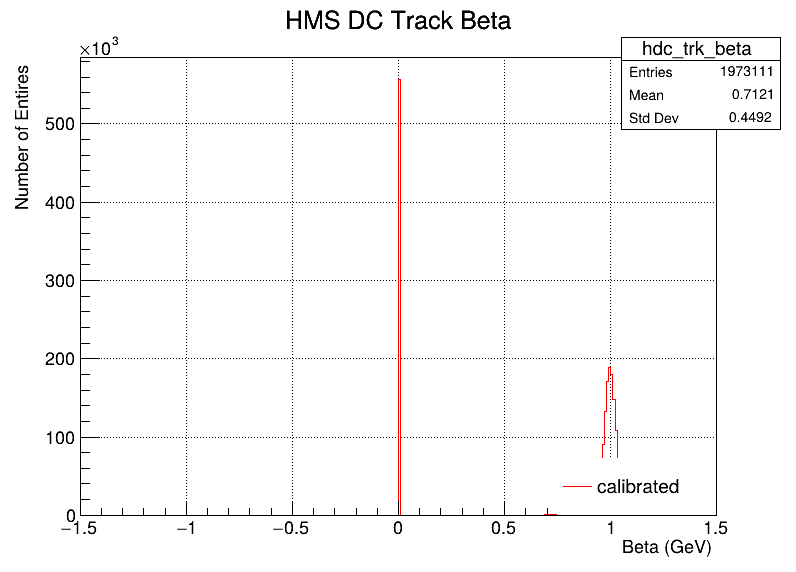 HMS DC Track Beta
×10³
hdc_trk_beta
Entries 1973111
Mean 0.7121
Std Dev 0.4492
Number of Entires
500
400
300
200
100
0
calibrated
−1.5 −1 −0.5 0 0.5 1 1.5
Beta (GeV)